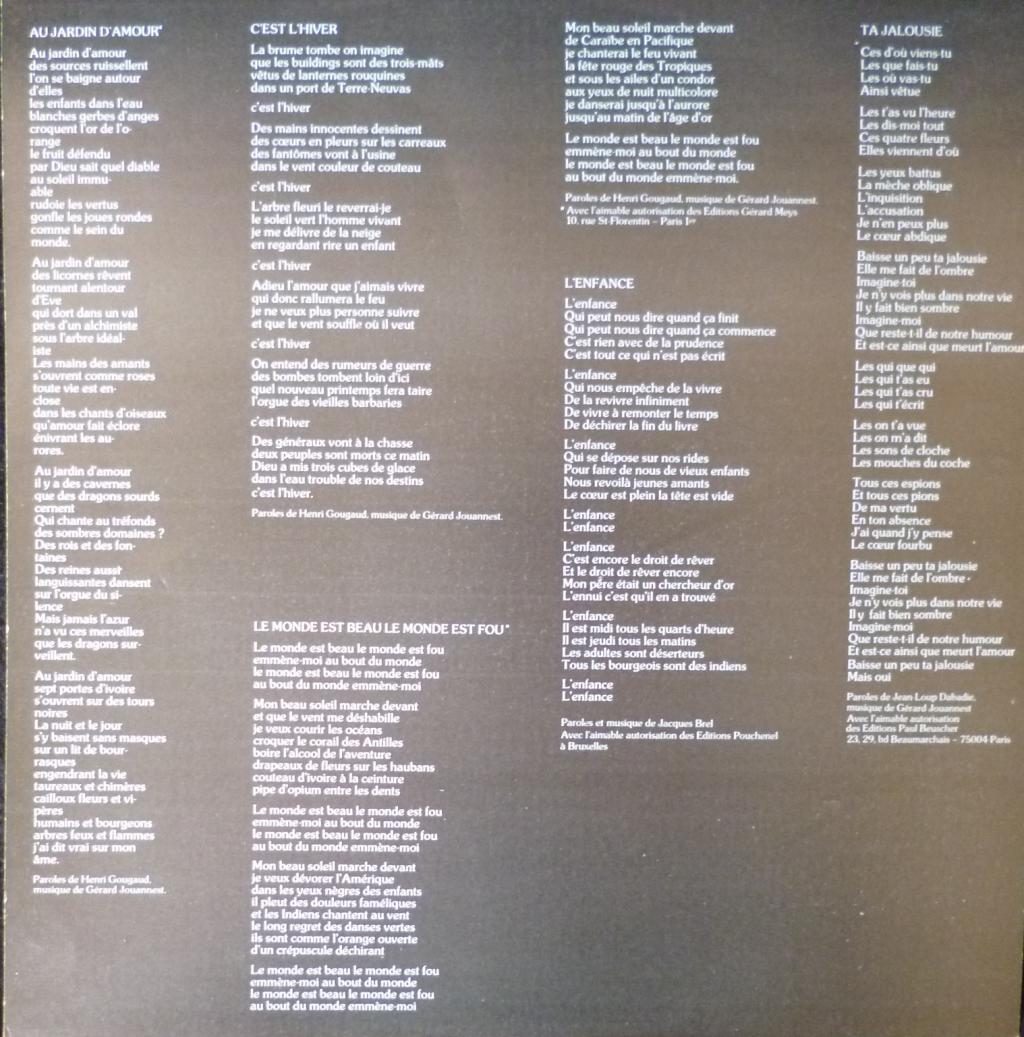 AU JARDIN D'AMOUR*
Au jardin d'amour
des sources ruissellent
l'on se baigne autour
d'elles
les enfants dans l'eau
blanches gerbes d'anges
croquent l'or de l'o-
range
le fruit défendu
par Dieu sait quel diable
au soleil immu-
able
rudoie les vertus
gonfle les joues rondes
comme le sein du
monde.
Au jardin d'amour
des licornes rêvent
tournant alentour
d'Eve
qui dort dans un val
près d'un alchimiste
sous l'arbre idéal-
iste
Les mains des amants
s'ouvrent comme roses
toute vie est en-
close
dans les chants d'oiseaux
qu'amour fait éclore
énivrant les au-
rores.
Au jardin d'amour
il y a des cavernes
que des dragons sourds
cernent
Qui chante au tréfonds
des sombres domaines ?
Des rois et des fon-
taines
Des reines aussi
languissantes dansent
sur l'orgue du si-
lence
Mais jamais l'azur
n'a vu ces merveilles
que les dragons sur-
veillent.
Au jardin d'amour
sept portes d'ivoire
s'ouvrent sur des tours
noires
La nuit et le jour
s'y baisent sans masques
sur un lit de bour-
rasques
engendrant la vie
taureaux et chimères
cailloux fleurs et vi-
pères
humains et bourgeons
arbres feux et flammes
j'ai dit vrai sur mon
âme.
Paroles de Henri Gougaud,
musique de Gérard Jouannest.
C'EST L'HIVER
La brume tombe on imagine
que les buildings sont des trois-mâts
vêtus de lanternes rouquines
dans un port de Terre-Neuvas
c'est l'hiver
Des mains innocentes dessinent
des cœurs en pleurs sur les carreaux
des fantômes vont à l'usine
dans le vent couleur de couteau
c'est l'hiver
L'arbre fleuri le reverrai-je
le soleil vert l'homme vivant
je me délivre de la neige
en regardant rire un enfant
c'est l'hiver
Adieu l'amour que j'aimais vivre
qui donc rallumera le feu
je ne veux plus personne suivre
et que le vent souffle où il veut
c'est l'hiver
On entend des rumeurs de guerre
des bombes tombent loin d'ici
quel nouveau printemps fera taire
l'orgue des vieilles barbaries
c'est l'hiver
Des généraux vont à la chasse
deux peuples sont morts ce matin
Dieu a mis trois cubes de glace
dans l'eau trouble de nos destins
c'est l'hiver.
Paroles de Henri Gougaud, musique de Gérard Jouannest.
LE MONDE EST BEAU LE MONDE EST FOU*
Le monde est beau le monde est fou
emmène-moi au bout du monde
le monde est beau le monde est fou
au bout du monde emmène-moi
Mon beau soleil marche devant
et que le vent me déshabille
je veux courir les océans
croquer le corail des Antilles
boire l'alcool de l'aventure
drapeaux de fleurs sur les haubans
couteau d'ivoire à la ceinture
pipe d'opium entre les dents
Le monde est beau le monde est fou
emmène-moi au bout du monde
le monde est beau le monde est fou
au bout du monde emmène-moi
Mon beau soleil marche devant
je veux dévorer l'Amérique
dans les yeux nègres des enfants
il pleut des douleurs faméliques
et les Indiens chantent au vent
le long regret des danses vertes
ils sont comme l'orange ouverte
d'un crépuscule déchirant
Le monde est beau le monde est fou
emmène-moi au bout du monde
le monde est beau le monde est fou
au bout du monde emmène-moi
Mon beau soleil marche devant
de Caraïbe en Pacifique
je chanterai le feu vivant
la fête rouge des Tropiques
et sous les ailes d'un condor
aux yeux de nuit multicolore
je danserai jusqu'à l'aurore
jusqu'au matin de l'âge d'or
Le monde est beau le monde est fou
emmène-moi au bout du monde
le monde est beau le monde est fou
au bout du monde emmène-moi.
Paroles de Henri Gougaud, musique de Gérard Jouannest.
* Avec l'aimable autorisation des Editions Gérard Meys
10, rue St-Florentin – Paris 1er
L'ENFANCE
L'enfance
Qui peut nous dire quand ça finit
Qui peut nous dire quand ça commence
C'est rien avec de la prudence
C'est tout ce qui n'est pas écrit
L'enfance
Qui nous empêche de la vivre
De la revivre infiniment
De vivre à remonter le temps
De déchirer la fin du livre
L'enfance
Qui se dépose sur nos rides
Pour faire de nous de vieux enfants
Nous revoilà jeunes amants
Le cœur est plein la tête est vide
L'enfance
L'enfance
L'enfance
C'est encore le droit de rêver
Et le droit de rêver encore
Mon père était un chercheur d'or
L'ennui c'est qu'il en a trouvé
L'enfance
Il est midi tous les quarts d'heure
Il est jeudi tous les matins
Les adultes sont déserteurs
Tous les bourgeois sont des indiens
L'enfance
L'enfance
Paroles et musique de Jacques Brel
Avec l'aimable autorisation des Editions Pouchenel
à Bruxelles
TA JALOUSIE
Ces d'où viens-tu
Les que fais-tu
Les où vas-tu
Ainsi vêtue
Les t'as vu l'heure
Les dis-moi tout
Ces quatre fleurs
Elles viennent d'où
Les yeux battus
La mèche oblique
L'inquisition
L'accusation
Je n'en peux plus
Le cœur abdique
Baisse un peu ta jalousie
Elle me fait de l'ombre
Imagine-toi
Je n'y vois plus dans notre vie
Il y fait bien sombre
Imagine-moi
Que reste-t-il de notre humour
Et est-ce ainsi que meurt l'amour
Les qui que qui
Les qui t'as eu
Les qui t'as cru
Les qui t'écrit
Les on t'a vue
Les on m'a dit
Les sons de cloche
Les mouches du coche
Tous ces espions
Et tous ces pions
De ma vertu
En ton absence
J'ai quand j'y pense
Le cœur fourbu
Baisse un peu ta jalousie
Elle me fait de l'ombre
Imagine-toi
Je n'y vois plus dans notre vie
Il y fait bien sombre
Imagine-moi
Que reste-t-il de notre humour
Et est-ce ainsi que meurt l'amour
Baisse un peu ta jalousie
Mais oui
Paroles de Jean-Loup Dabadie,
musique de Gérard Jouannest
Avec l'aimable autorisation
des Editions Paul Beuscher
23, 29, bd Beaumarchais – 75004 Paris